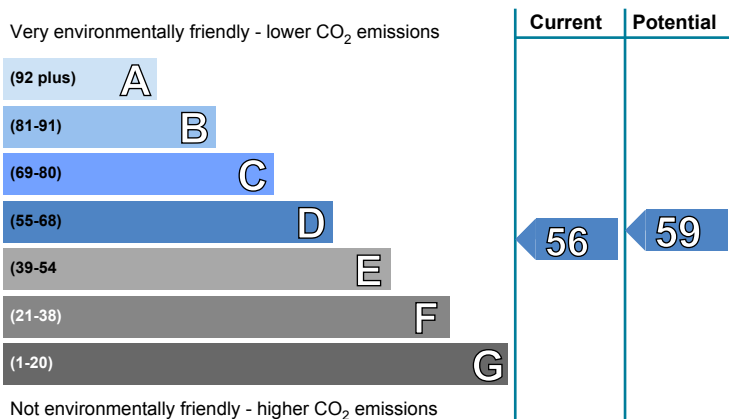 Current Potential
Very environmentally friendly - lower CO2 emissions
(92 plus) A
(81-91) B
(69-80) C
(55-68) D
56 59
(39-54 E
(21-38) F
(1-20) G
Not environmentally friendly - higher CO2 emissions